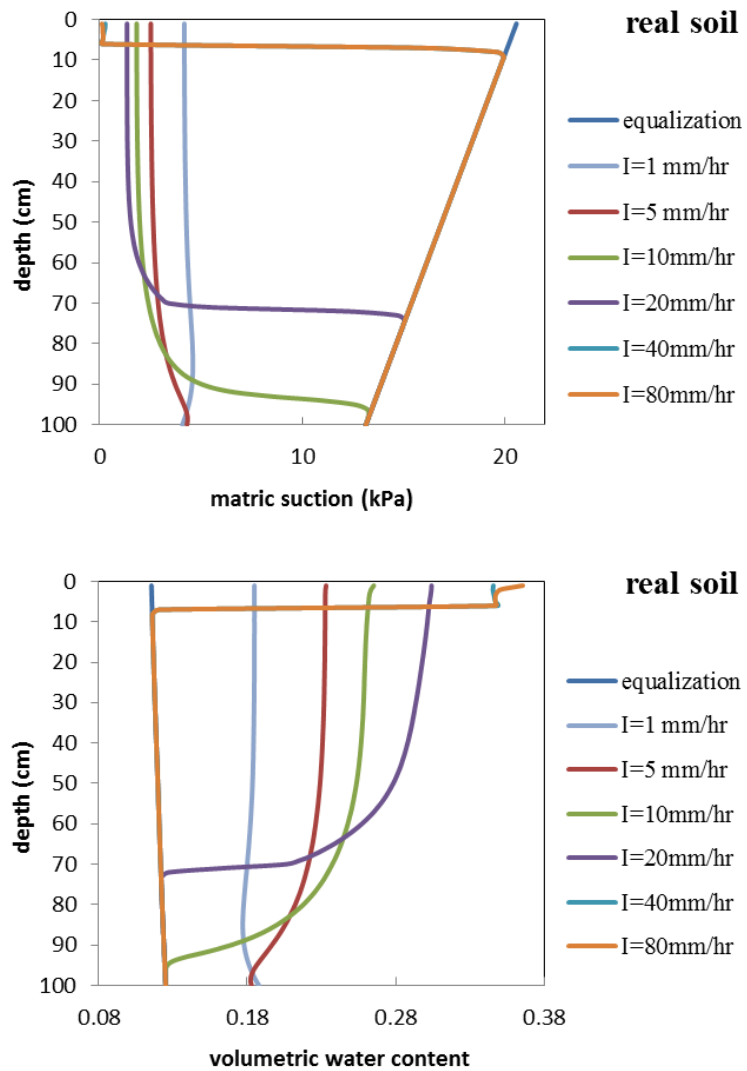 real soil
0
10
20
30
40
50
60
70
80
90
100
depth (cm)
0
10
20
matric suction (kPa)
equalization
I=1 mm/hr
I=5 mm/hr
I=10mm/hr
I=20mm/hr
I=40mm/hr
I=80mm/hr
real soil
0
10
20
30
40
50
60
70
80
90
100
depth (cm)
0.08
0.18
0.28
0.38
volumetric water content
equalization
I=1 mm/hr
I=5 mm/hr
I=10mm/hr
I=20mm/hr
I=40mm/hr
I=80mm/hr